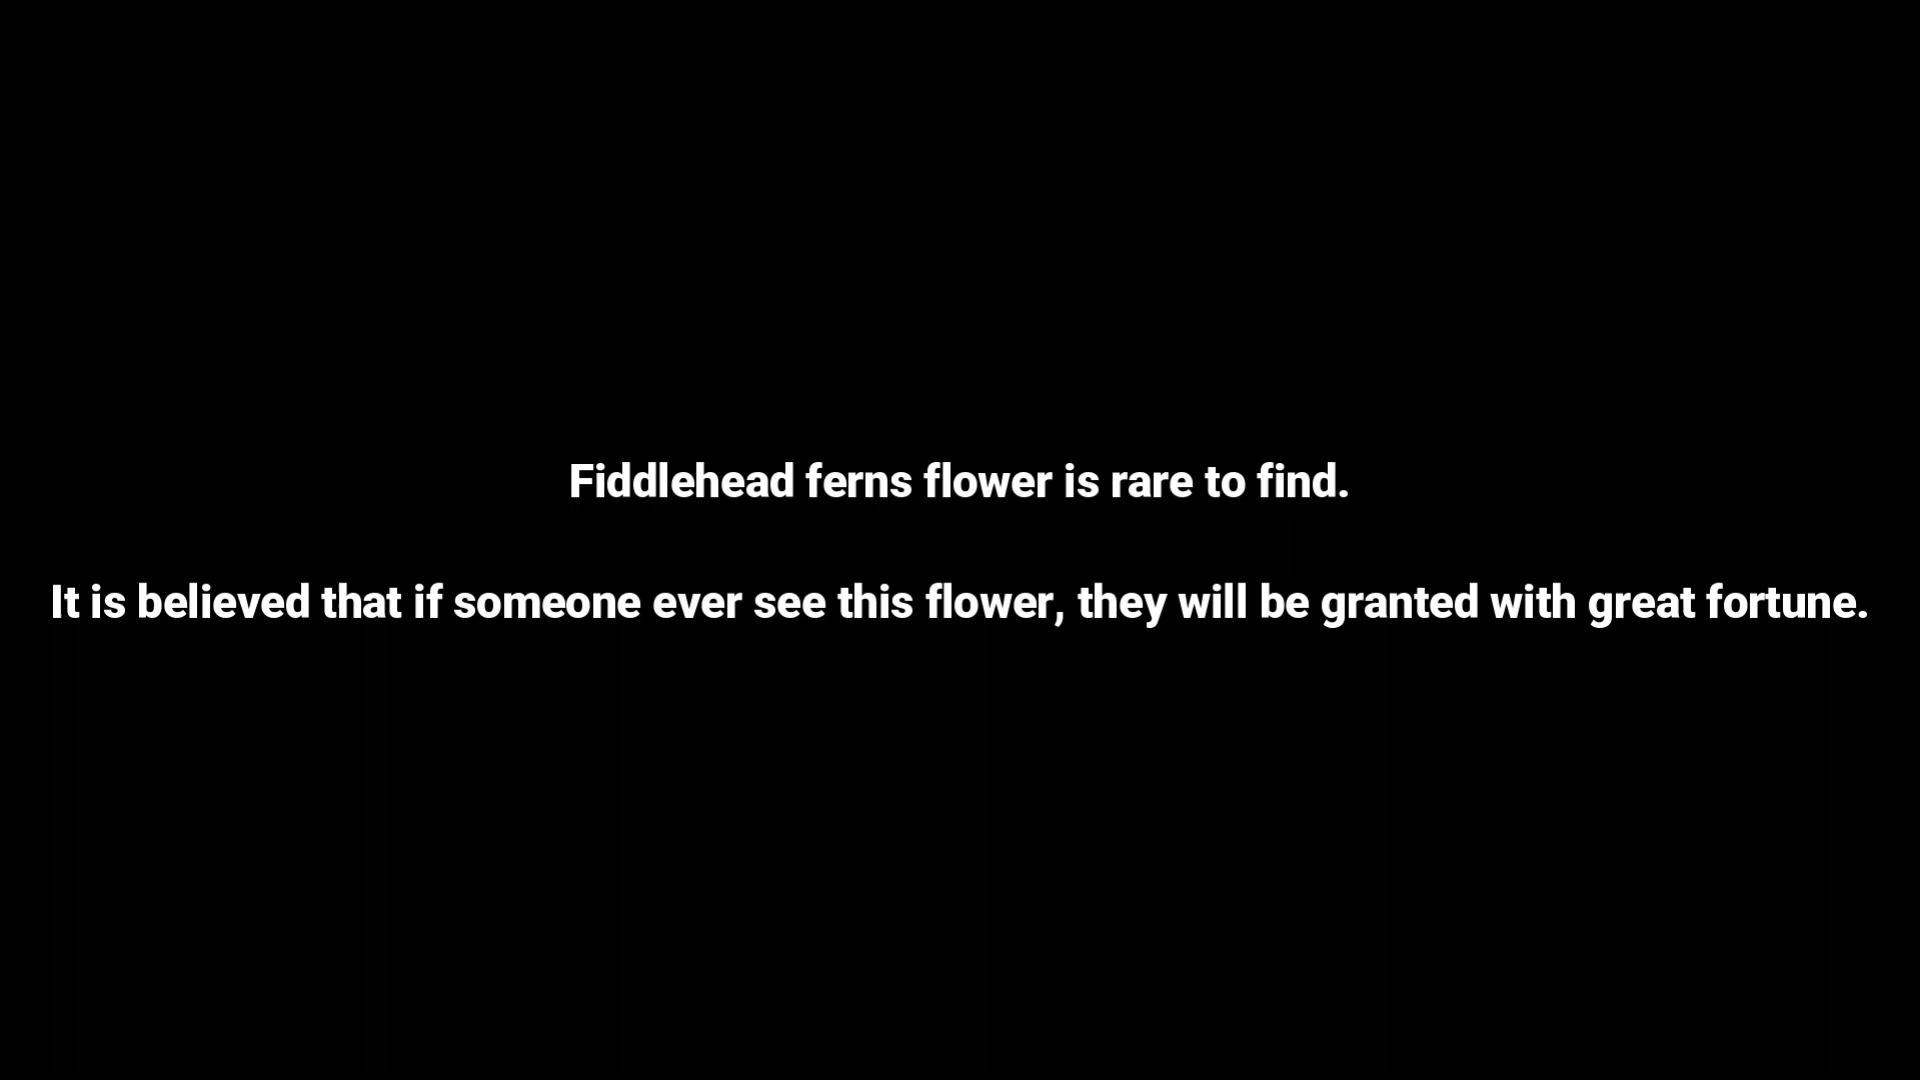 Fiddlehead ferns flower is rare to find.
It is believed that if someone ever see this flower, they will be granted with great fortune.